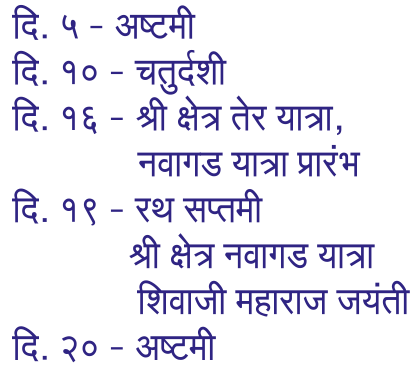 दि. ५ - अष्टमी
दि. १० - चतुर्दशी
दि. १६ - श्री क्षेत्र तेर यात्रा,
नवागड यात्रा प्रारंभ
दि. १९ - रथ सप्तमी
श्री क्षेत्र नवागड यात्रा
शिवाजी महाराज जयंती
दि. २० - अष्टमी